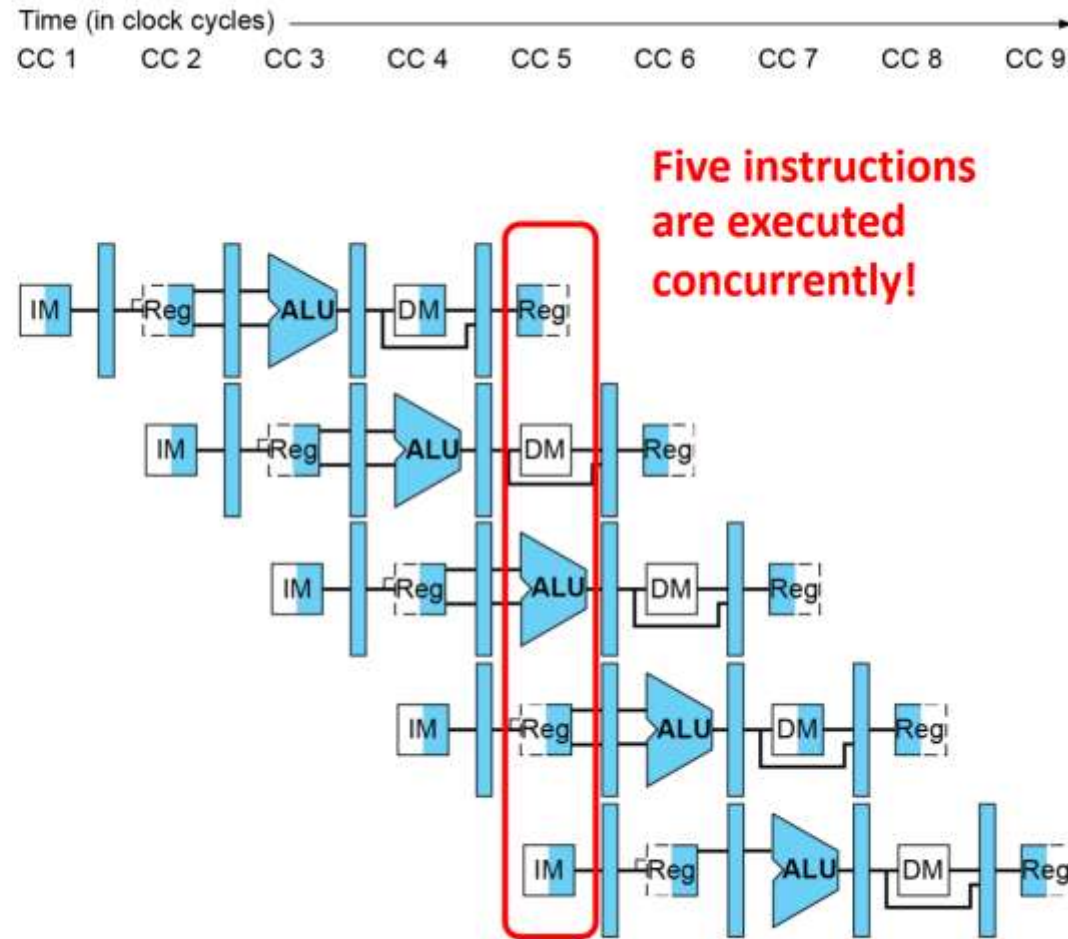 Time (in clock cycles)
CC 1 CC 2 CC 3 CC 4 CC 5 CC 6 CC 7 CC 8 CC 9
Five instructions
are executed
concurrently!
IM Reg ALU DM Reg
IM Reg ALU DM Reg
IM Reg ALU DM Reg
IM Reg ALU DM Reg
IM Reg ALU DM Reg